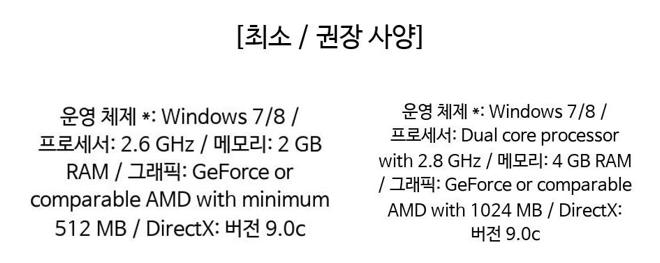 [최소 / 권장 사양]
운영 체제 *: Windows 7/8 /
프로세서: 2.6 GHz / 메모리: 2 GB
RAM / 그래픽: GeForce or
comparable AMD with minimum
512 MB / DirectX: 버전 9.0c
운영 체제 *: Windows 7/8 /
프로세서: Dual core processor
with 2.8 GHz / 메모리: 4 GB RAM
/ 그래픽: GeForce or comparable
AMD with 1024 MB / DirectX:
버전 9.0c